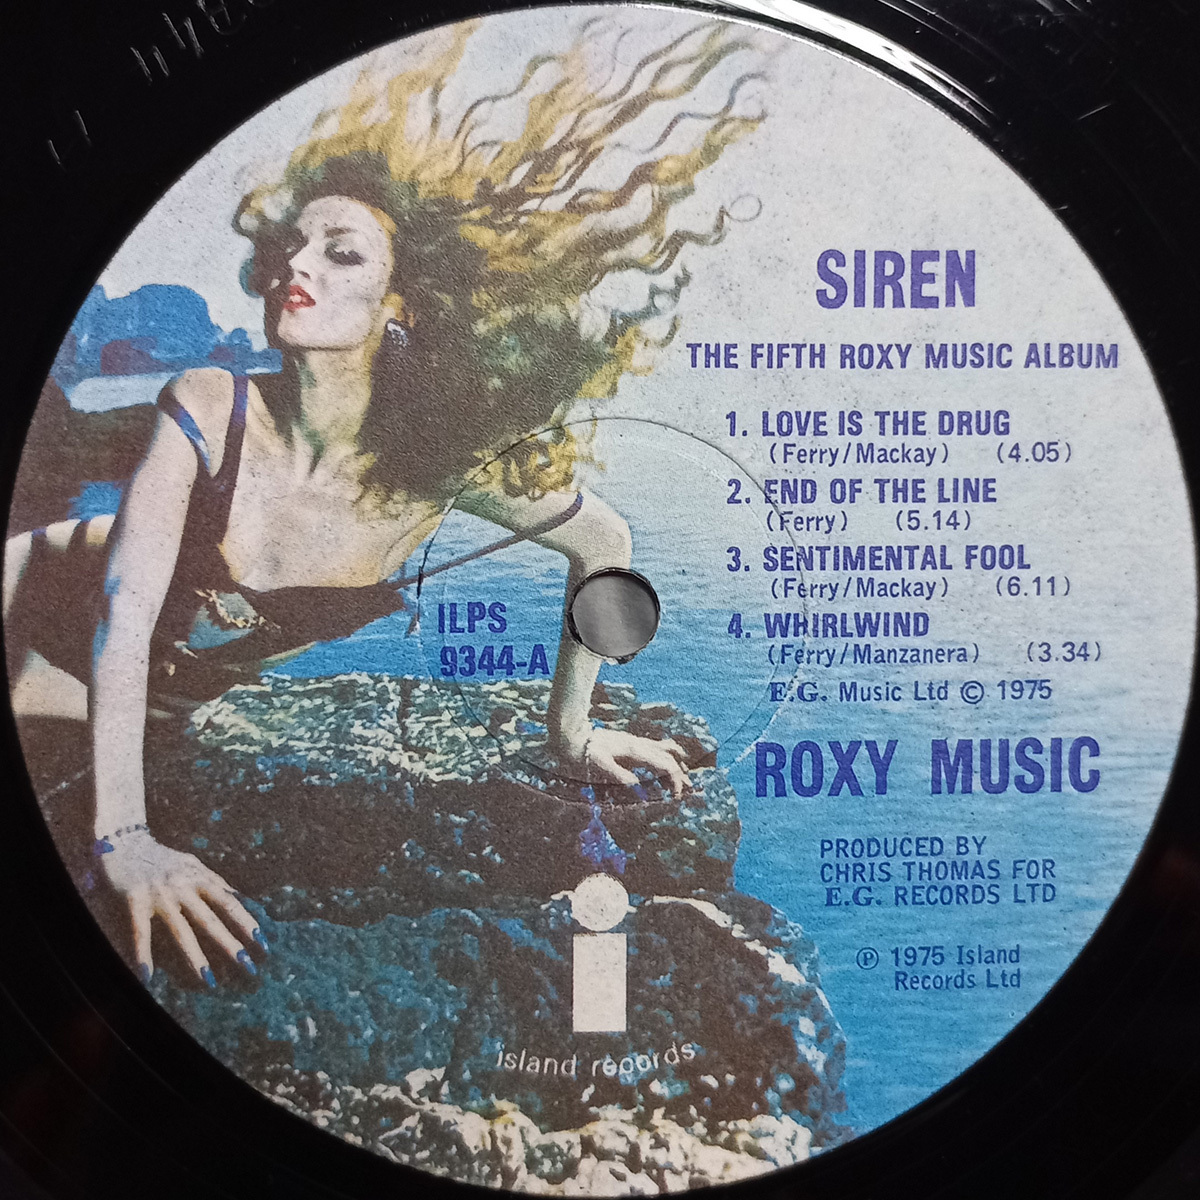 SIREN
THE FIFTH ROXY MUSIC ALBUM
1. LOVE IS THE DRUG
(Ferry/Mackay) (4.05)
2. END OF THE LINE
(Ferry) (5.14)
3. SENTIMENTAL FOOL
(Ferry/Mackay) (6.11)
4. WHIRLWIND
(Ferry/Manzanera) (3.34)
E.G. Music Ltd © 1975
ILPS
9344-A
ROXY MUSIC
PRODUCED BY
CHRIS THOMAS FOR
E.G. RECORDS LTD
℗ 1975 Island
Records Ltd
i
island records